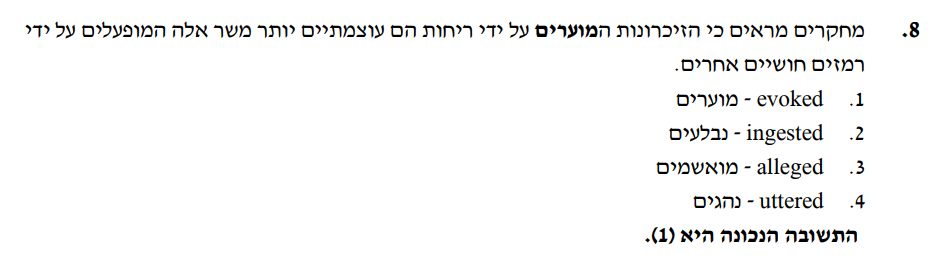 8. מחקרים מראים כי הזיכרונות המוערים על ידי ריחות הם עוצמתיים יותר משר אלה המופעלים על ידי
רמזים חושיים אחרים.
1. evoked - מוערים
2. ingested - נבלעים
3. alleged - מואשמים
4. uttered - נהגים
התשובה הנכונה היא (1).